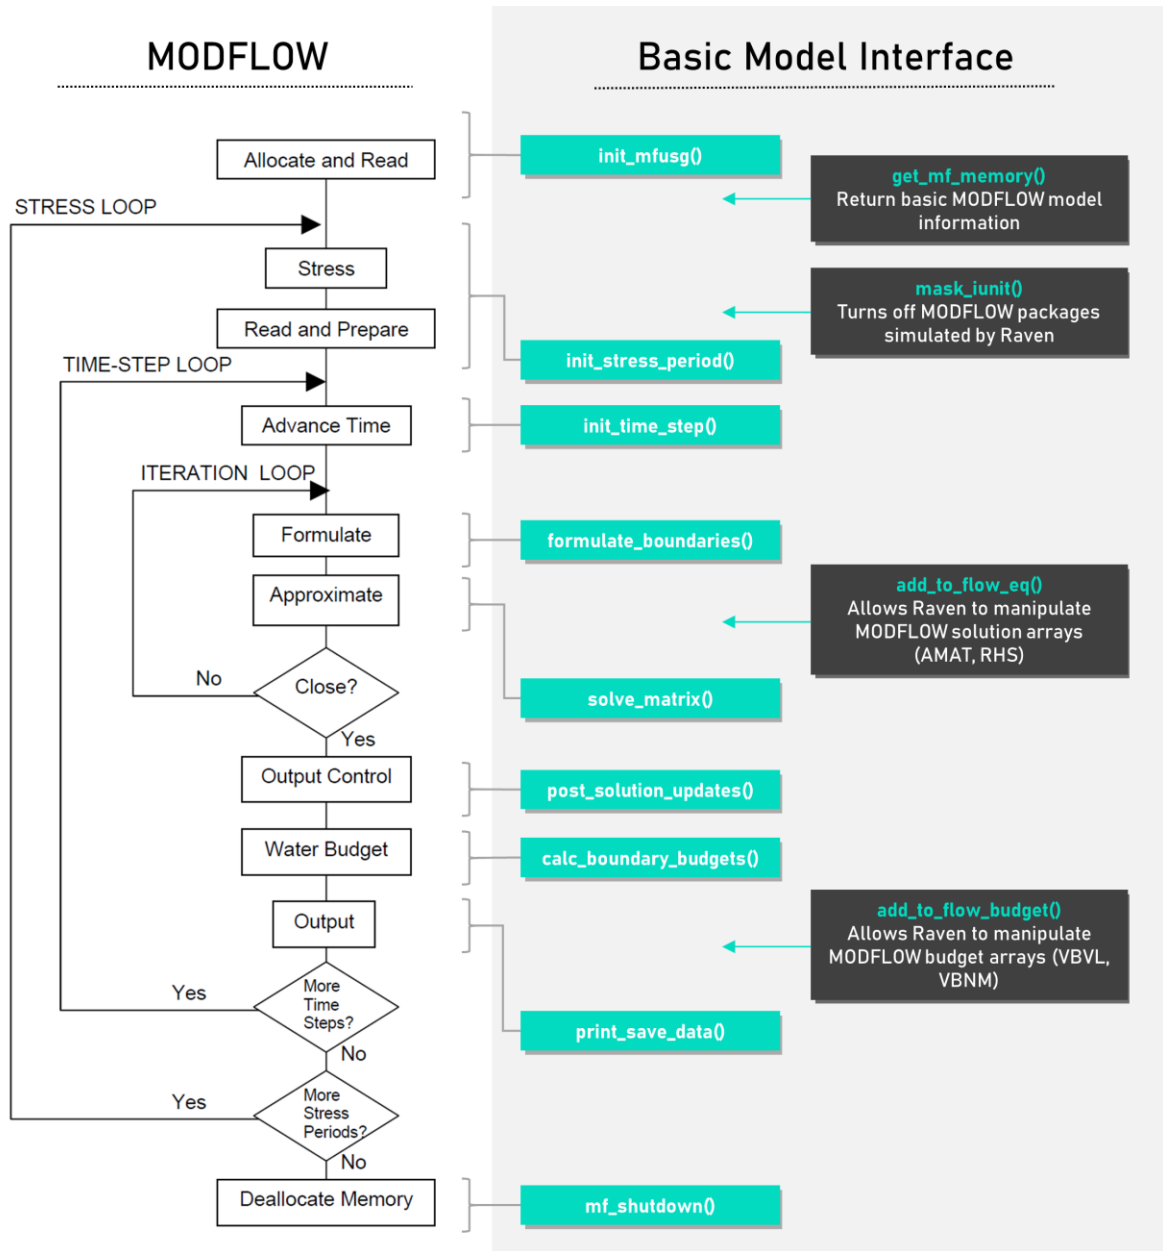 MODFLOW
Basic Model Interface
Allocate and Read
init_mfusg()
get_mf_memory()
Return basic MODFLOW model
information
STRESS LOOP
Stress
mask_iunit()
Turns off MODFLOW packages
simulated by Raven
Read and Prepare
init_stress_period()
TIME-STEP LOOP
Advance Time
init_time_step()
ITERATION LOOP
Formulate
formulate_boundaries()
Approximate
add_to_flow_eq()
Allows Raven to manipulate
MODFLOW solution arrays
(AMAT, RHS)
No
Close?
solve_matrix()
Yes
Output Control
post_solution_updates()
Water Budget
calc_boundary_budgets()
Output
add_to_flow_budget()
Allows Raven to manipulate
MODFLOW budget arrays (VBVL,
VBNM)
Yes
More
Time
Steps?
print_save_data()
No
Yes
More
Stress
Periods?
No
Deallocate Memory
mf_shutdown()